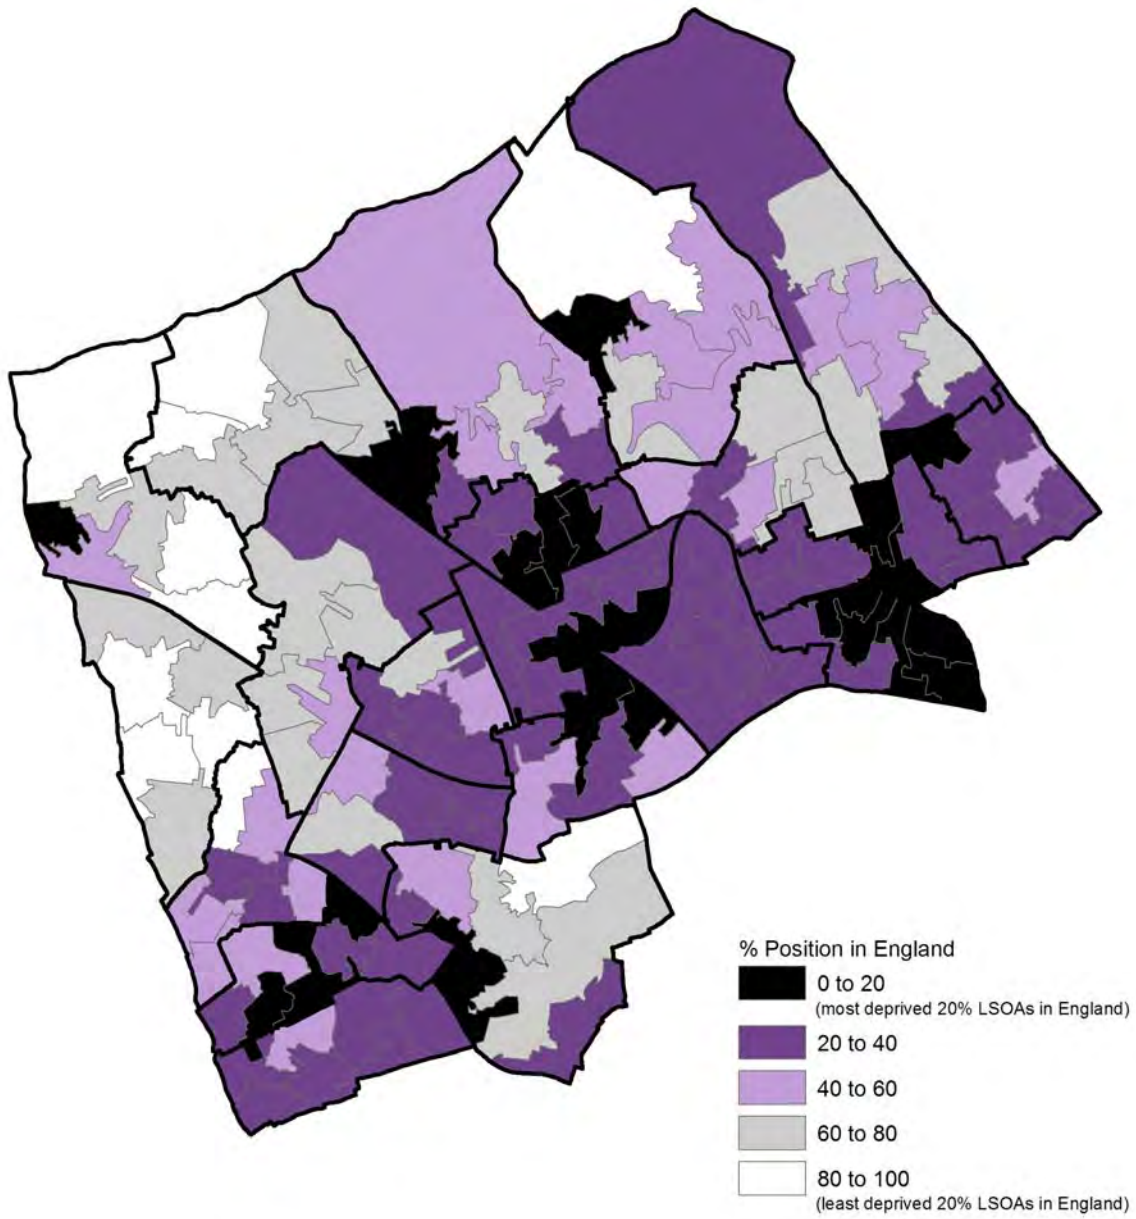 % Position in England
0 to 20
(most deprived 20% LSOAs in England)
20 to 40
40 to 60
60 to 80
80 to 100
(least deprived 20% LSOAs in England)